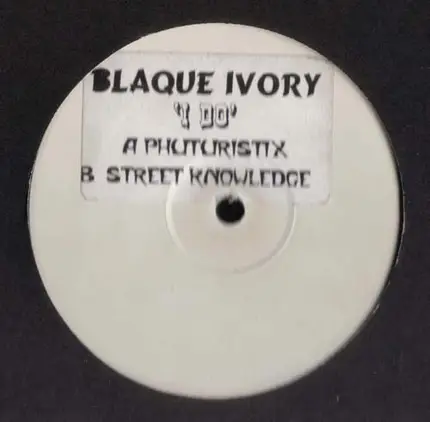 BLAQUE IVORY
'I DO'
A PHUTURISTIX
B STREET KNOWLEDGE